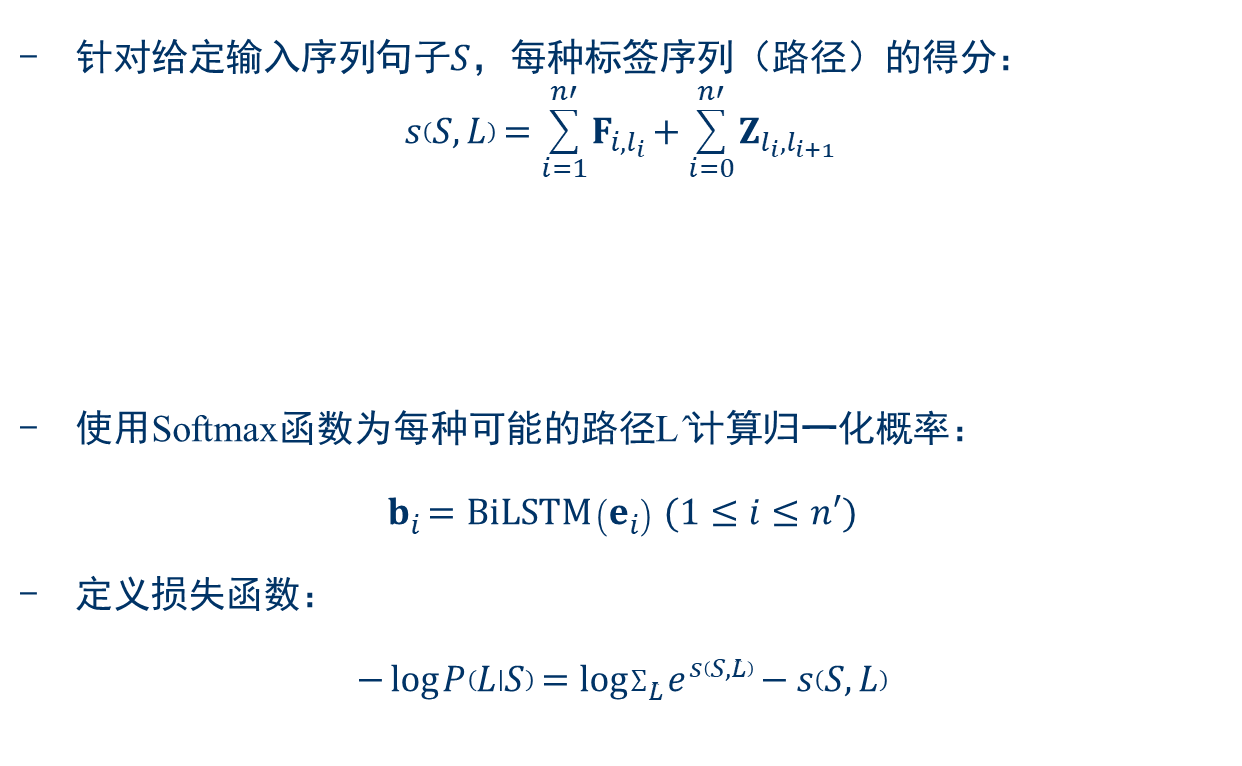 - 针对给定输入序列句子S，每种标签序列（路径）的得分：
s(S, L) = ∑_{i=1}^{n′} F_{i,l_i} + ∑_{i=0}^{n′} Z_{l_i,l_{i+1}}
- 使用Softmax函数为每种可能的路径L^计算归一化概率：
b_i = BiLSTM(e_i) (1 ≤ i ≤ n′)
- 定义损失函数：
− log P(L|S) = log ∑_L̂ e^{s(S,L)} − s(S, L)